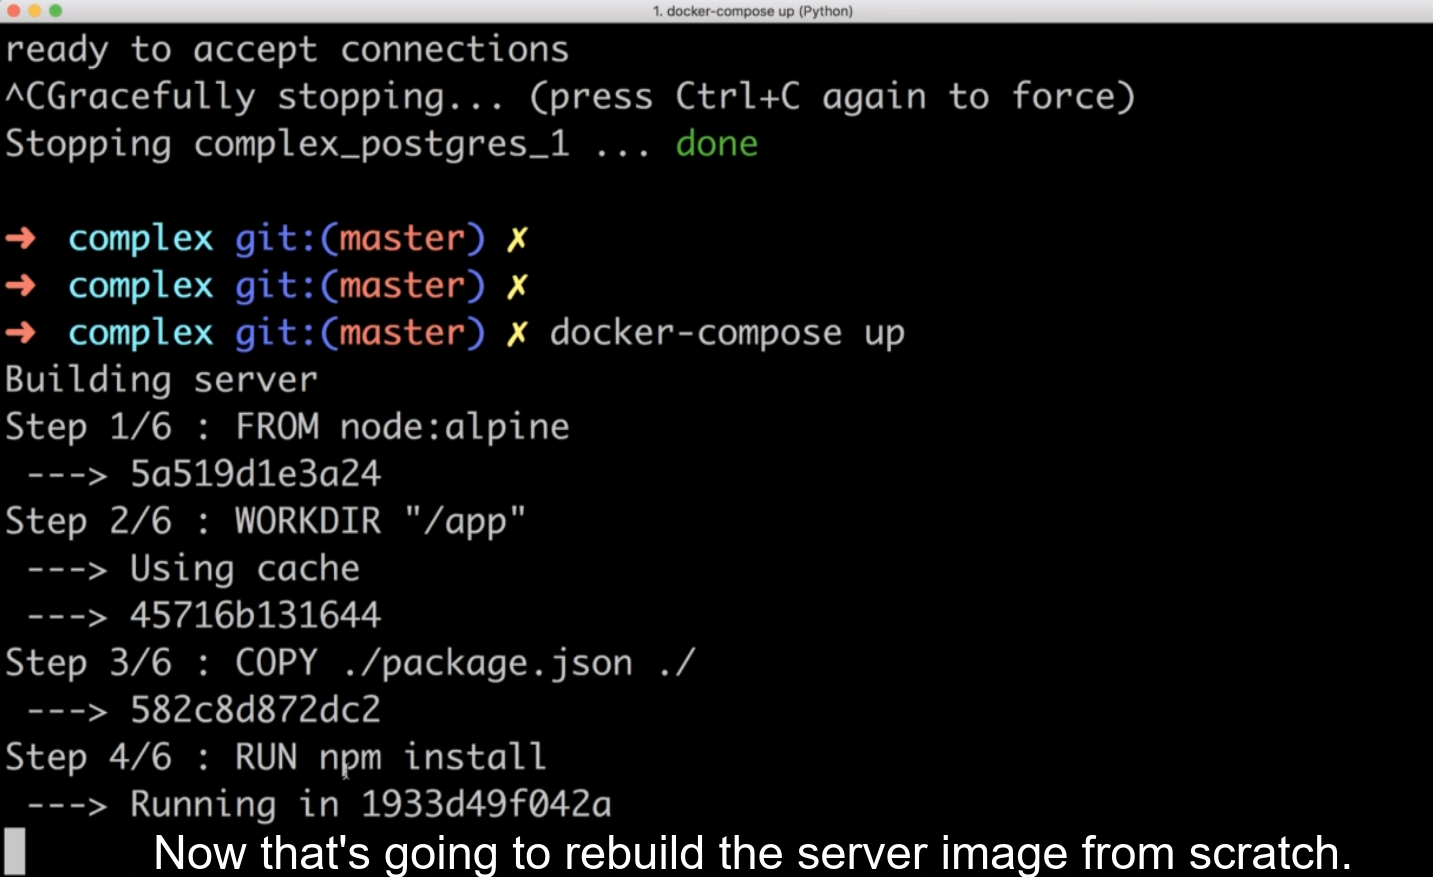 1. docker-compose up (Python)
ready to accept connections
^CGracefully stopping... (press Ctrl+C again to force)
Stopping complex_postgres_1 ... done
➜ complex git:(master) ✗
➜ complex git:(master) ✗
➜ complex git:(master) ✗ docker-compose up
Building server
Step 1/6 : FROM node:alpine
---> 5a519d1e3a24
Step 2/6 : WORKDIR "/app"
---> Using cache
---> 45716b131644
Step 3/6 : COPY ./package.json ./
---> 582c8d872dc2
Step 4/6 : RUN npm install
---> Running in 1933d49f042a
Now that's going to rebuild the server image from scratch.